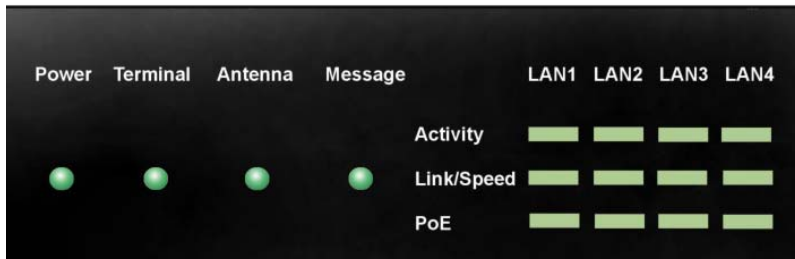 Power Terminal Antenna Message LAN1 LAN2 LAN3 LAN4
Activity
Link/Speed
PoE